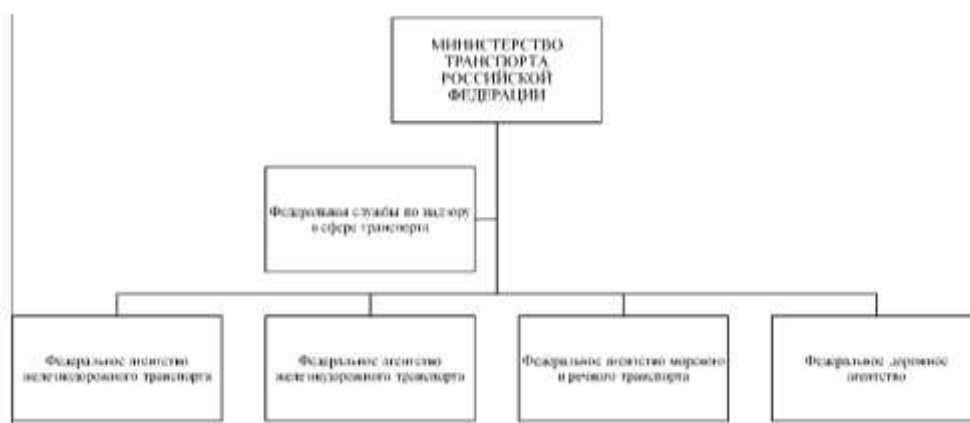 МИНИСТЕРСТВО
ТРАНСПОРТА
РОССИЙСКОЙ
ФЕДЕРАЦИИ
Федеральная службы по надзору
в сфере транспорта
Федеральное агентство
железнодорожного транспорта
Федеральное агентство
железнодорожного транспорта
Федеральное агентство морского
и речного транспорта
Федеральное дорожное
агентство